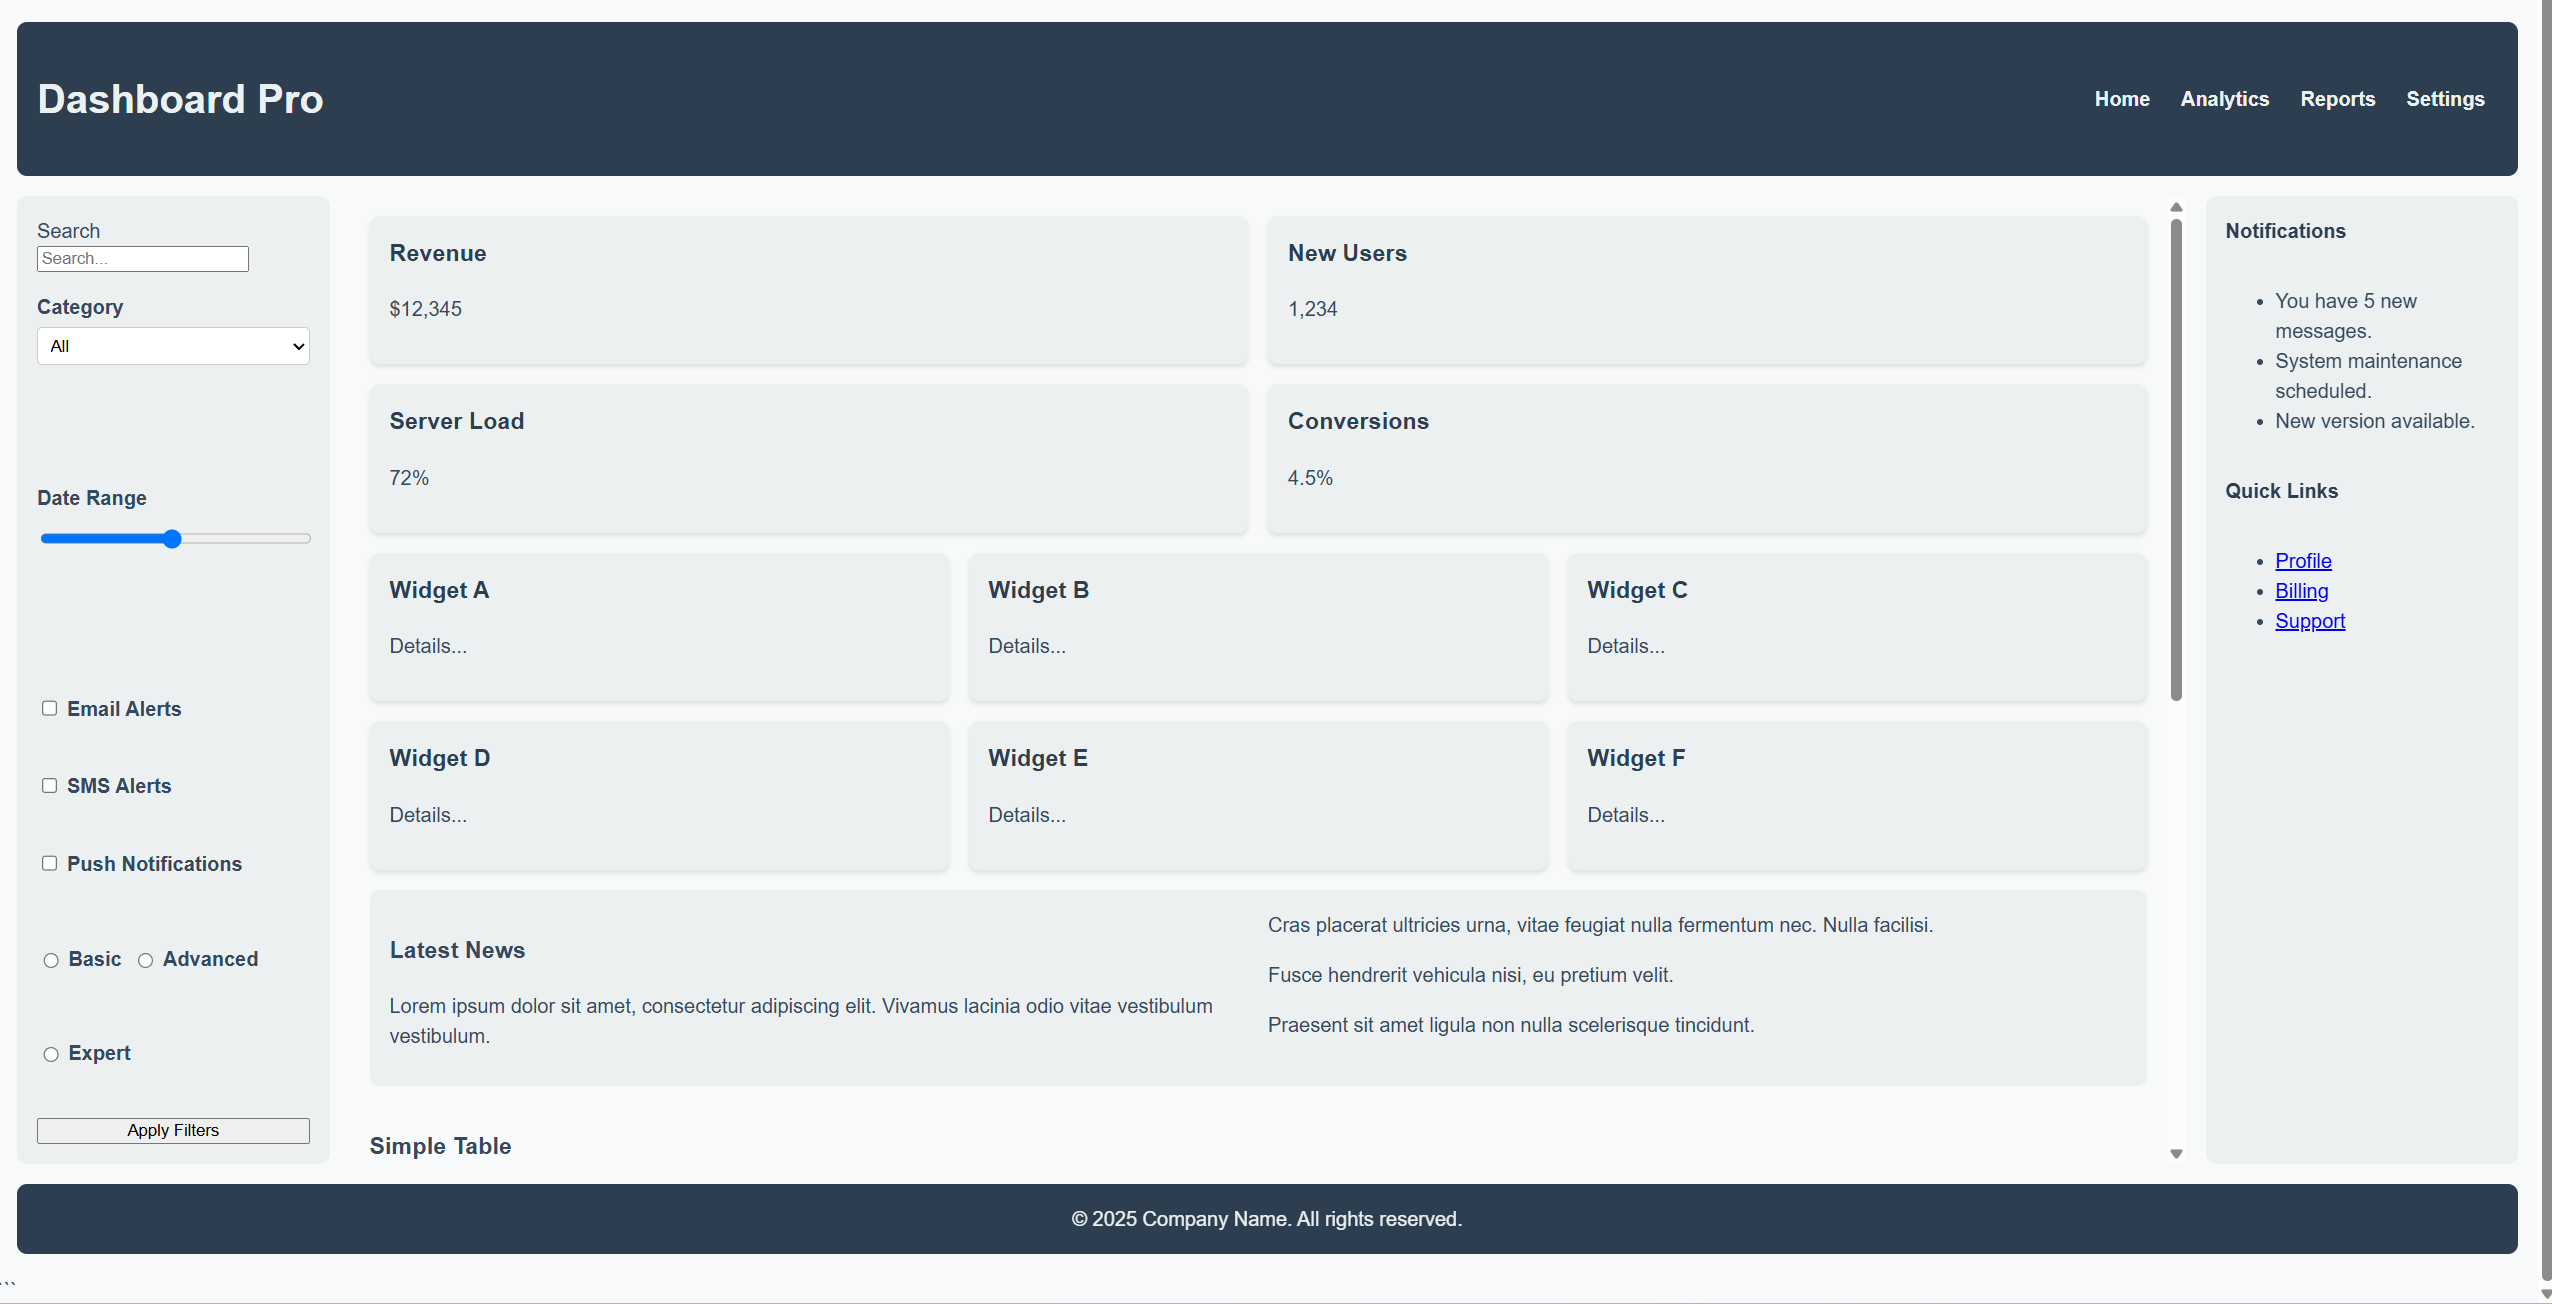 Dashboard Pro
Home Analytics Reports Settings
Search
Search...
Category
All
Date Range
Email Alerts
SMS Alerts
Push Notifications
Basic Advanced
Expert
Apply Filters
Revenue
$12,345
New Users
1,234
Server Load
72%
Conversions
4.5%
Widget A
Details...
Widget B
Details...
Widget C
Details...
Widget D
Details...
Widget E
Details...
Widget F
Details...
Latest News
Lorem ipsum dolor sit amet, consectetur adipiscing elit. Vivamus lacinia odio vitae vestibulum
vestibulum.
Cras placerat ultricies urna, vitae feugiat nulla fermentum nec. Nulla facilisi.
Fusce hendrerit vehicula nisi, eu pretium velit.
Praesent sit amet ligula non nulla scelerisque tincidunt.
Simple Table
Notifications
You have 5 new
messages.
System maintenance
scheduled.
New version available.
Quick Links
Profile
Billing
Support
© 2025 Company Name. All rights reserved.
```